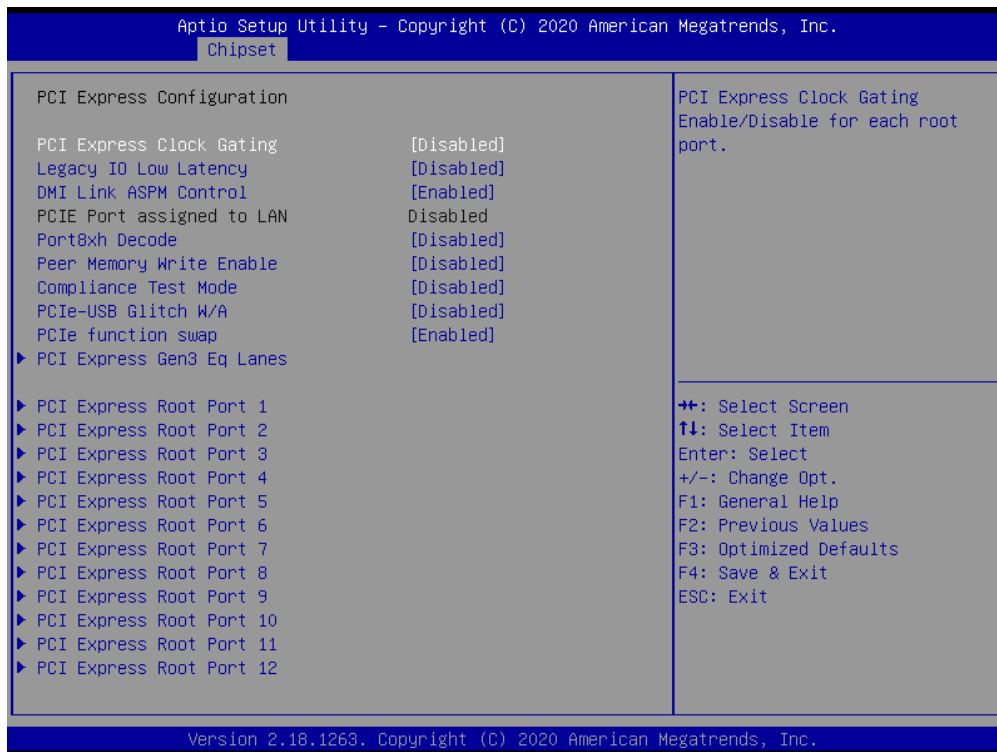 Aptio Setup Utility – Copyright (C) 2020 American Megatrends, Inc.
Chipset
PCI Express Configuration
PCI Express Clock Gating [Disabled]
Legacy IO Low Latency [Disabled]
DMI Link ASPM Control [Enabled]
PCIE Port assigned to LAN Disabled
Port8xh Decode [Disabled]
Peer Memory Write Enable [Disabled]
Compliance Test Mode [Disabled]
PCIe-USB Glitch W/A [Disabled]
PCIe function swap [Enabled]
PCI Express Gen3 Eq Lanes
PCI Express Root Port 1
PCI Express Root Port 2
PCI Express Root Port 3
PCI Express Root Port 4
PCI Express Root Port 5
PCI Express Root Port 6
PCI Express Root Port 7
PCI Express Root Port 8
PCI Express Root Port 9
PCI Express Root Port 10
PCI Express Root Port 11
PCI Express Root Port 12
PCI Express Clock Gating
Enable/Disable for each root
port.
→←: Select Screen
↑↓: Select Item
Enter: Select
+/-: Change Opt.
F1: General Help
F2: Previous Values
F3: Optimized Defaults
F4: Save & Exit
ESC: Exit
Version 2.18.1263. Copyright (C) 2020 American Megatrends, Inc.